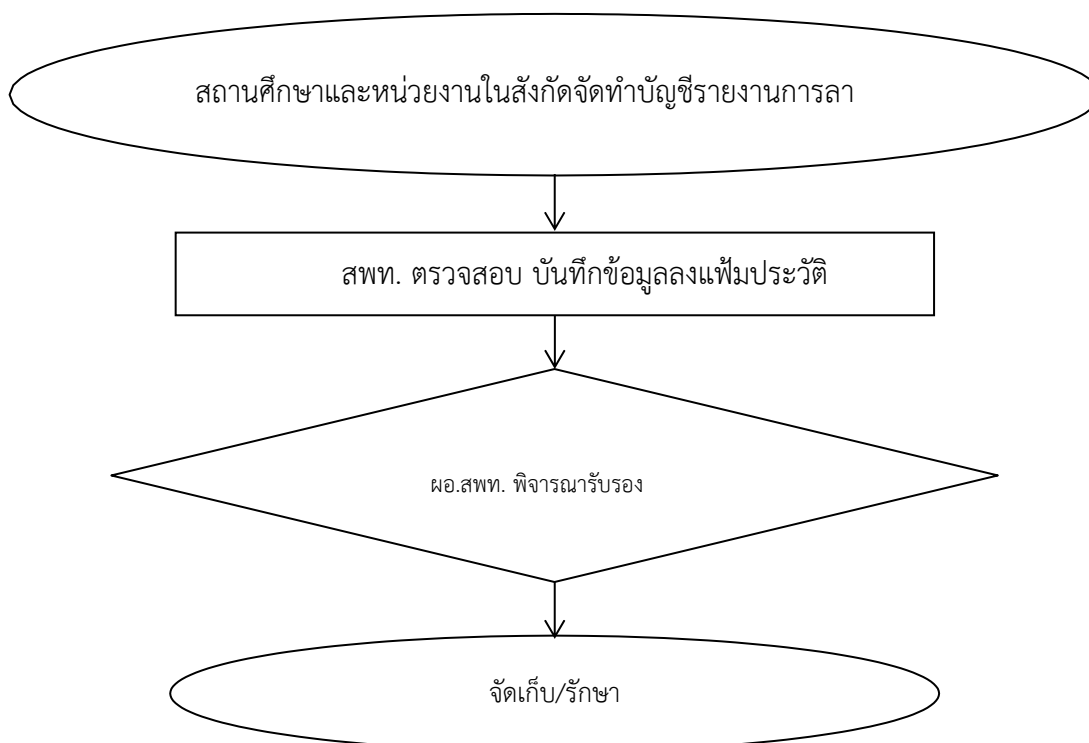 สถานศึกษาและหน่วยงานในสังกัดจัดทำบัญชีรายงานการลา
สพท. ตรวจสอบ บันทึกข้อมูลลงแฟ้มประวัติ
ผอ.สพท. พิจารณารับรอง
จัดเก็บ/รักษา